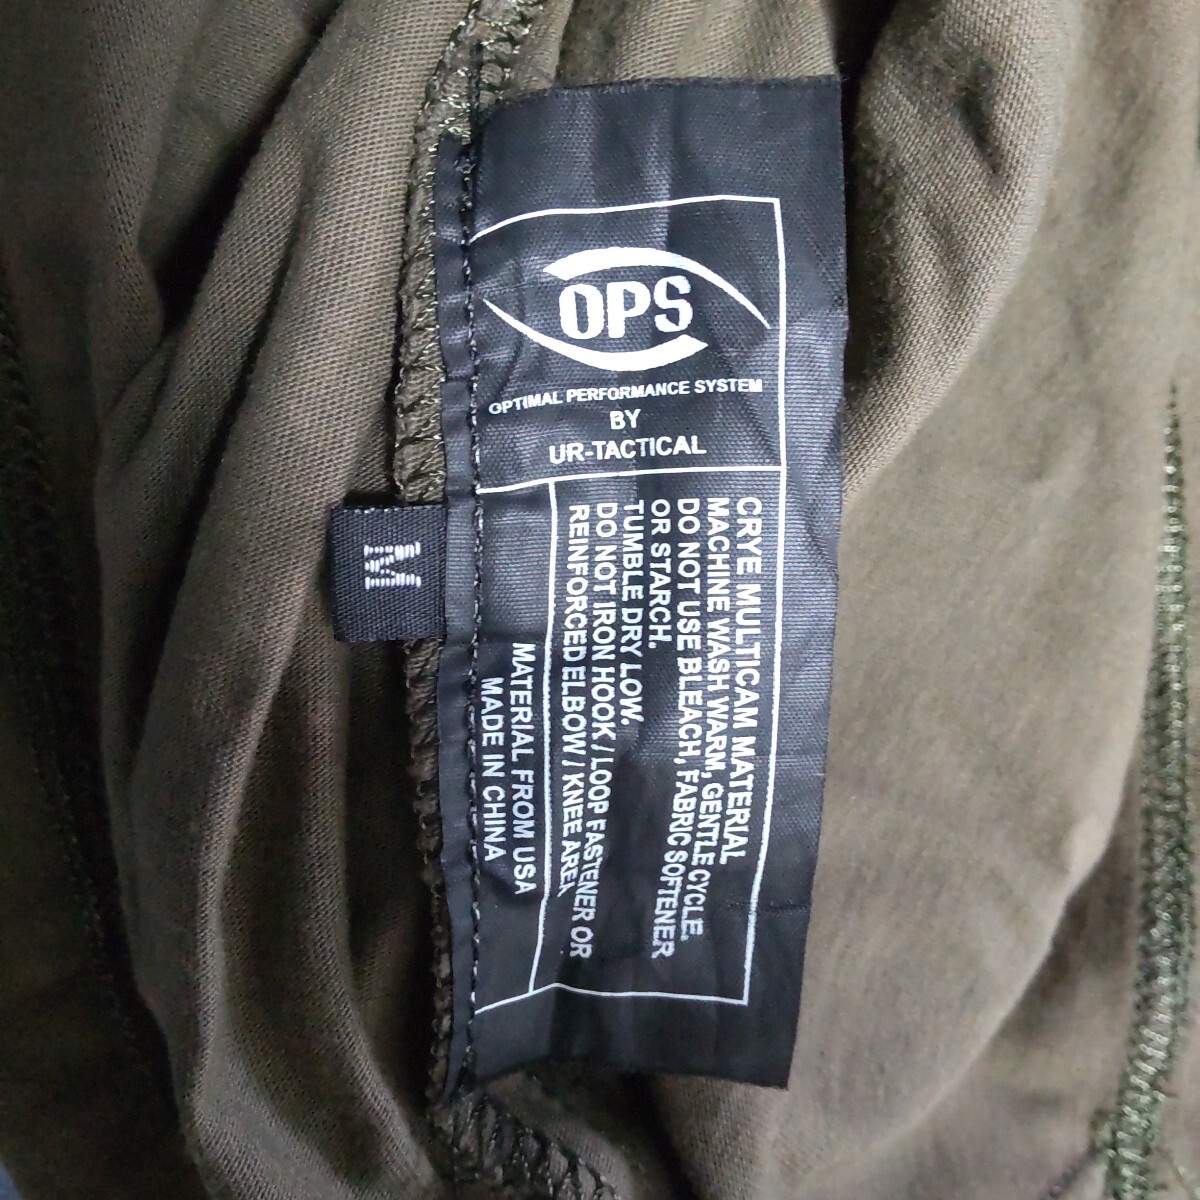 OPS
OPTIMAL PERFORMANCE SYSTEM
BY
UR-TACTICAL
CRYE MULTICAM MATERIAL
MACHINE WASH WARM, GENTLE CYCLE.
DO NOT USE BLEACH, FABRIC SOFTENER
OR STARCH.
TUMBLE DRY LOW.
DO NOT IRON HOOK / LOOP FASTENER OR
REINFORCED ELBOW / KNEE AREA
MATERIAL FROM USA
MADE IN CHINA
M